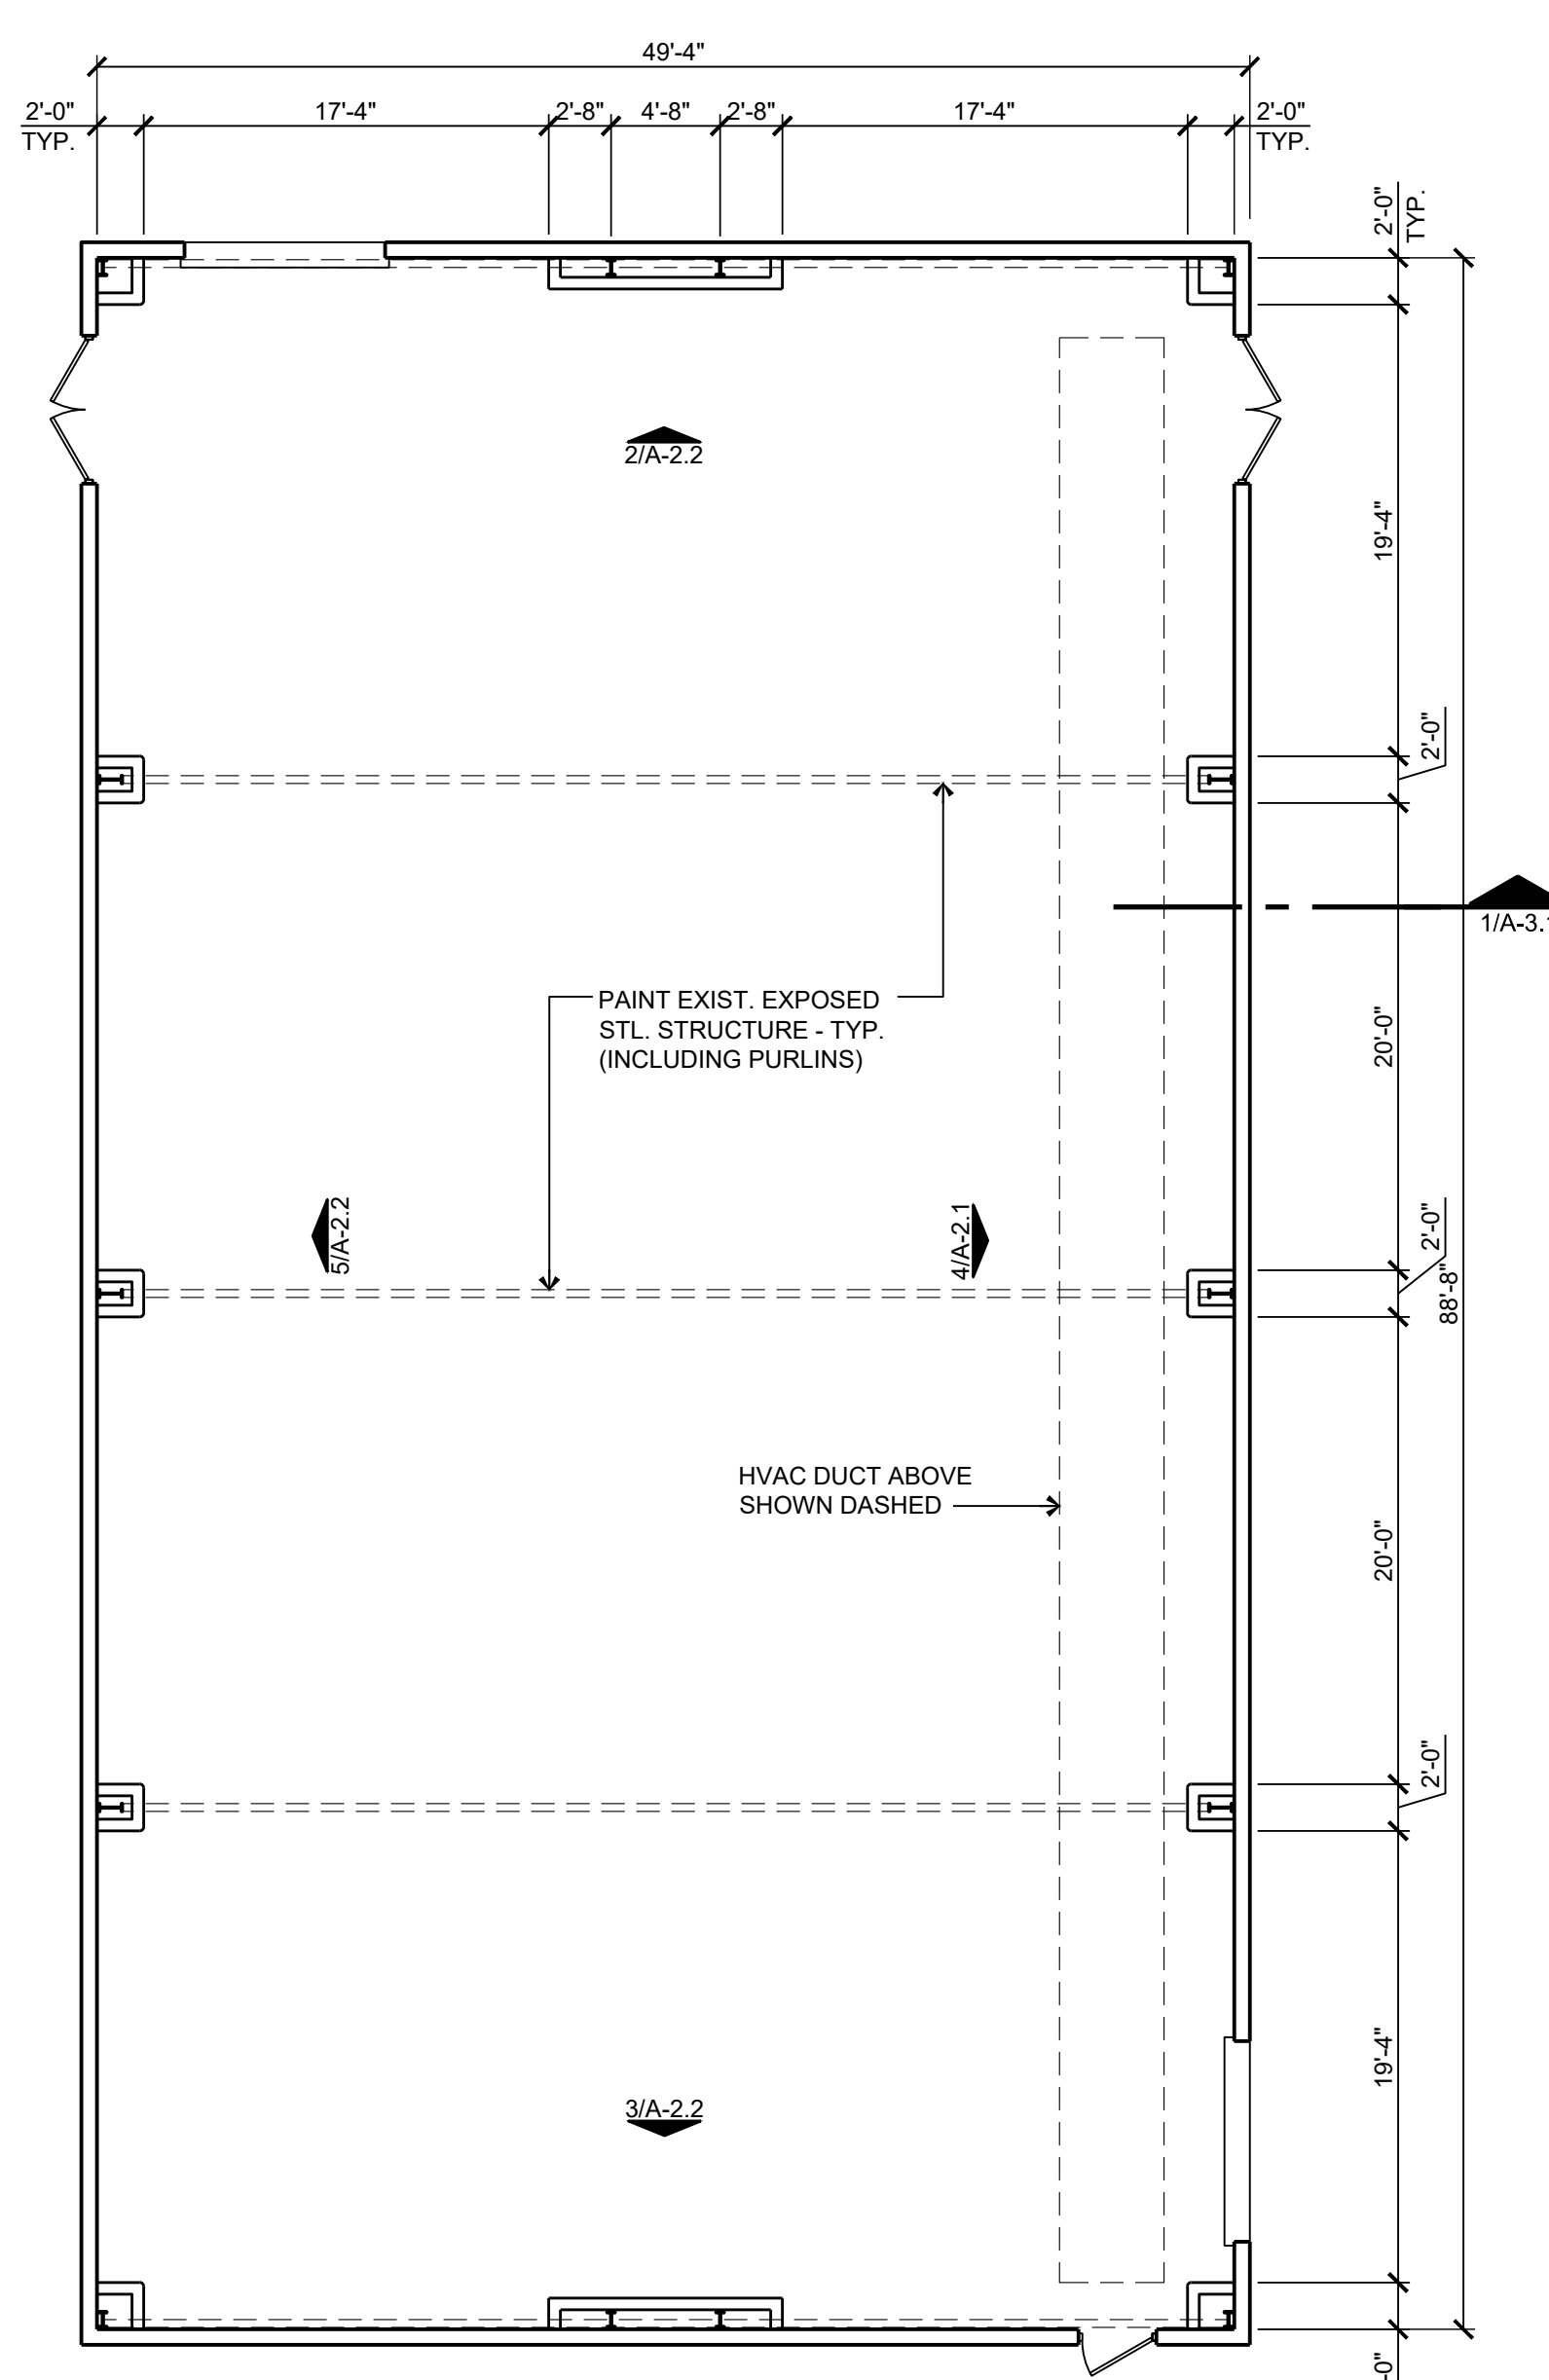 49'-4"
2'-0"
TYP.
17'-4"
2'-8"
4'-8"
2'-8"
17'-4"
2'-0"
TYP.
2'-0"
TYP.
2/A-2.2
19'-4"
2'-0"
1/A-3.1
PAINT EXIST. EXPOSED
STL. STRUCTURE - TYP.
(INCLUDING PURLINS)
20'-0"
5/A-2.2
4/A-2.1
2'-0"
88'-8"
HVAC DUCT ABOVE
SHOWN DASHED
20'-0"
2'-0"
19'-4"
3/A-2.2